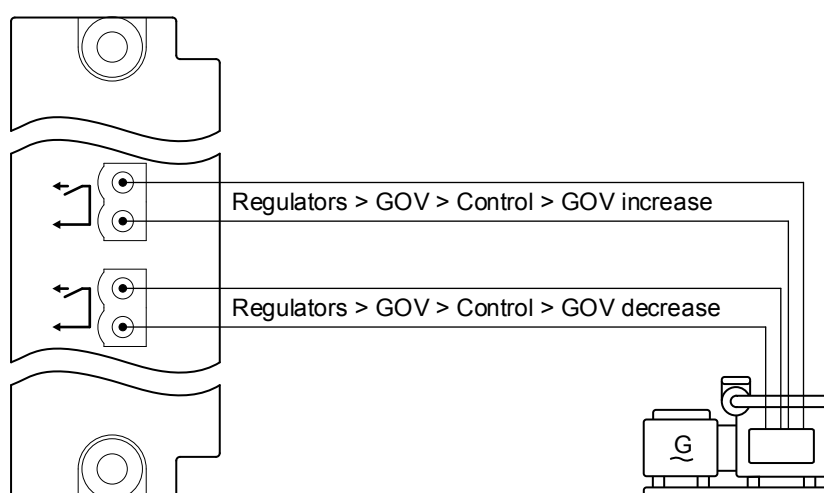 Regulators > GOV > Control > GOV increase
Regulators > GOV > Control > GOV decrease
G